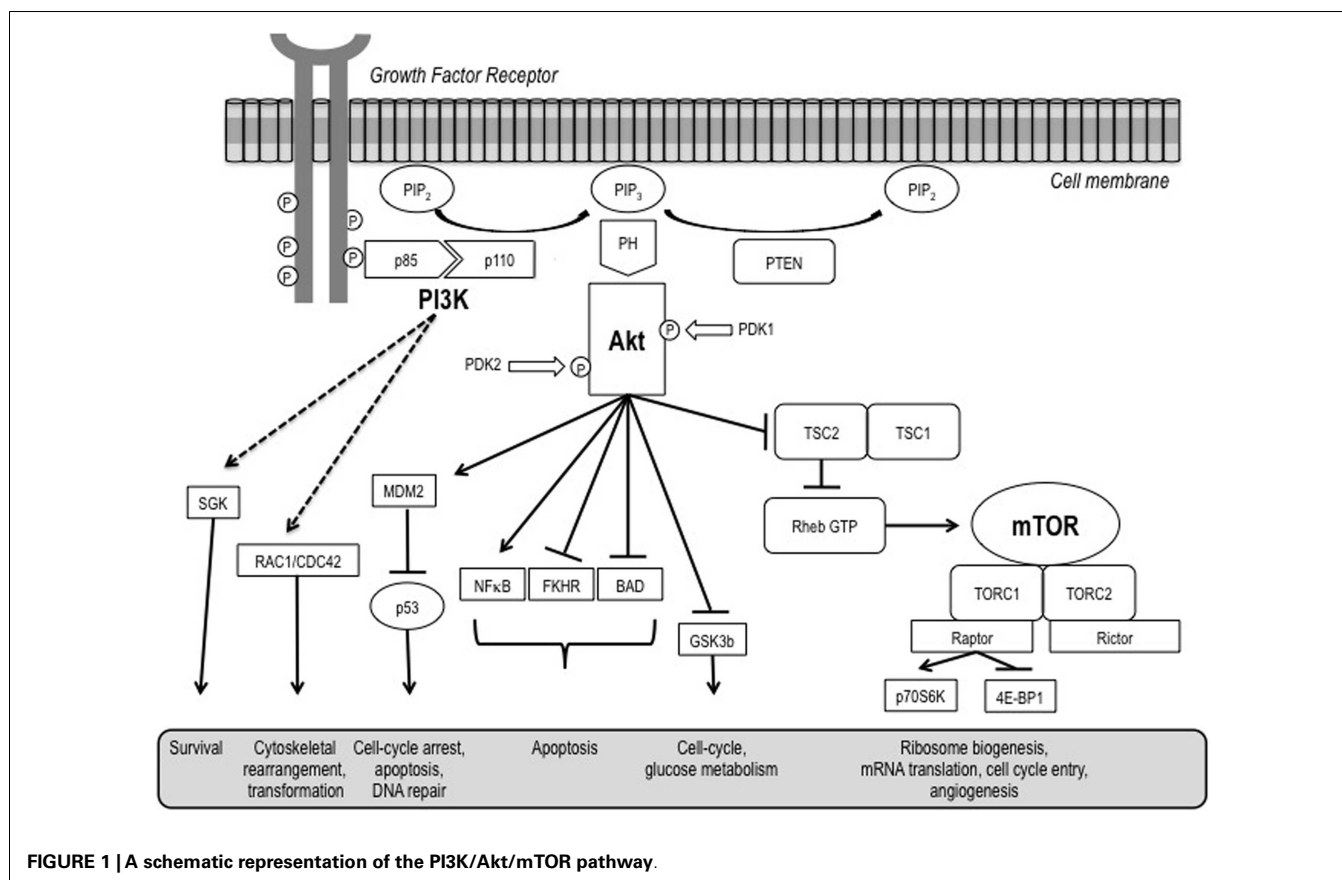 Growth Factor Receptor
Cell membrane
PIP₂
PIP₃
PIP₂
P
P
P
P
P
p85
p110
PH
PTEN
PI3K
Akt
P
PDK1
PDK2
P
TSC2
TSC1
SGK
MDM2
Rheb GTP
mTOR
RAC1/CDC42
NFκB
FKHR
BAD
TORC1
TORC2
p53
GSK3b
Raptor
Rictor
p70S6K
4E-BP1
Survival
Cytoskeletal
rearrangement,
transformation
Cell-cycle arrest,
apoptosis,
DNA repair
Apoptosis
Cell-cycle,
glucose metabolism
Ribosome biogenesis,
mRNA translation, cell cycle entry,
angiogenesis
FIGURE 1 | A schematic representation of the PI3K/Akt/mTOR pathway.